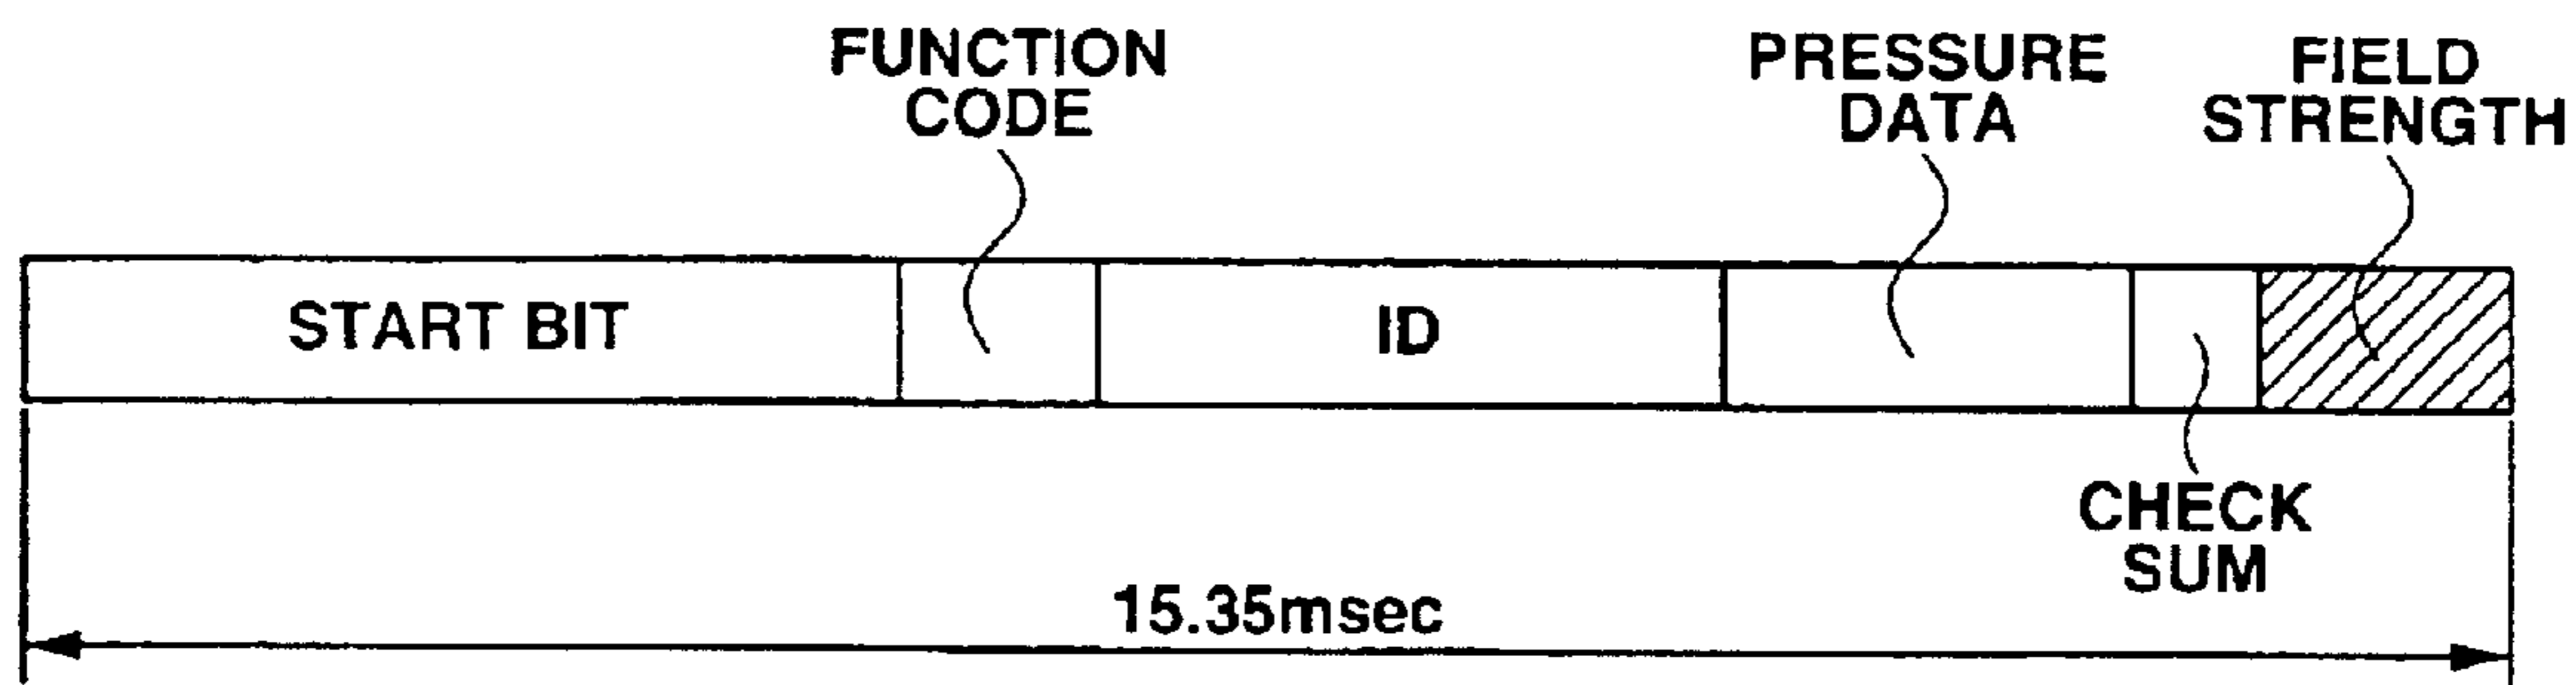 FUNCTION
CODE
PRESSURE
DATA
FIELD
STRENGTH
START BIT
ID
CHECK
SUM
15.35msec